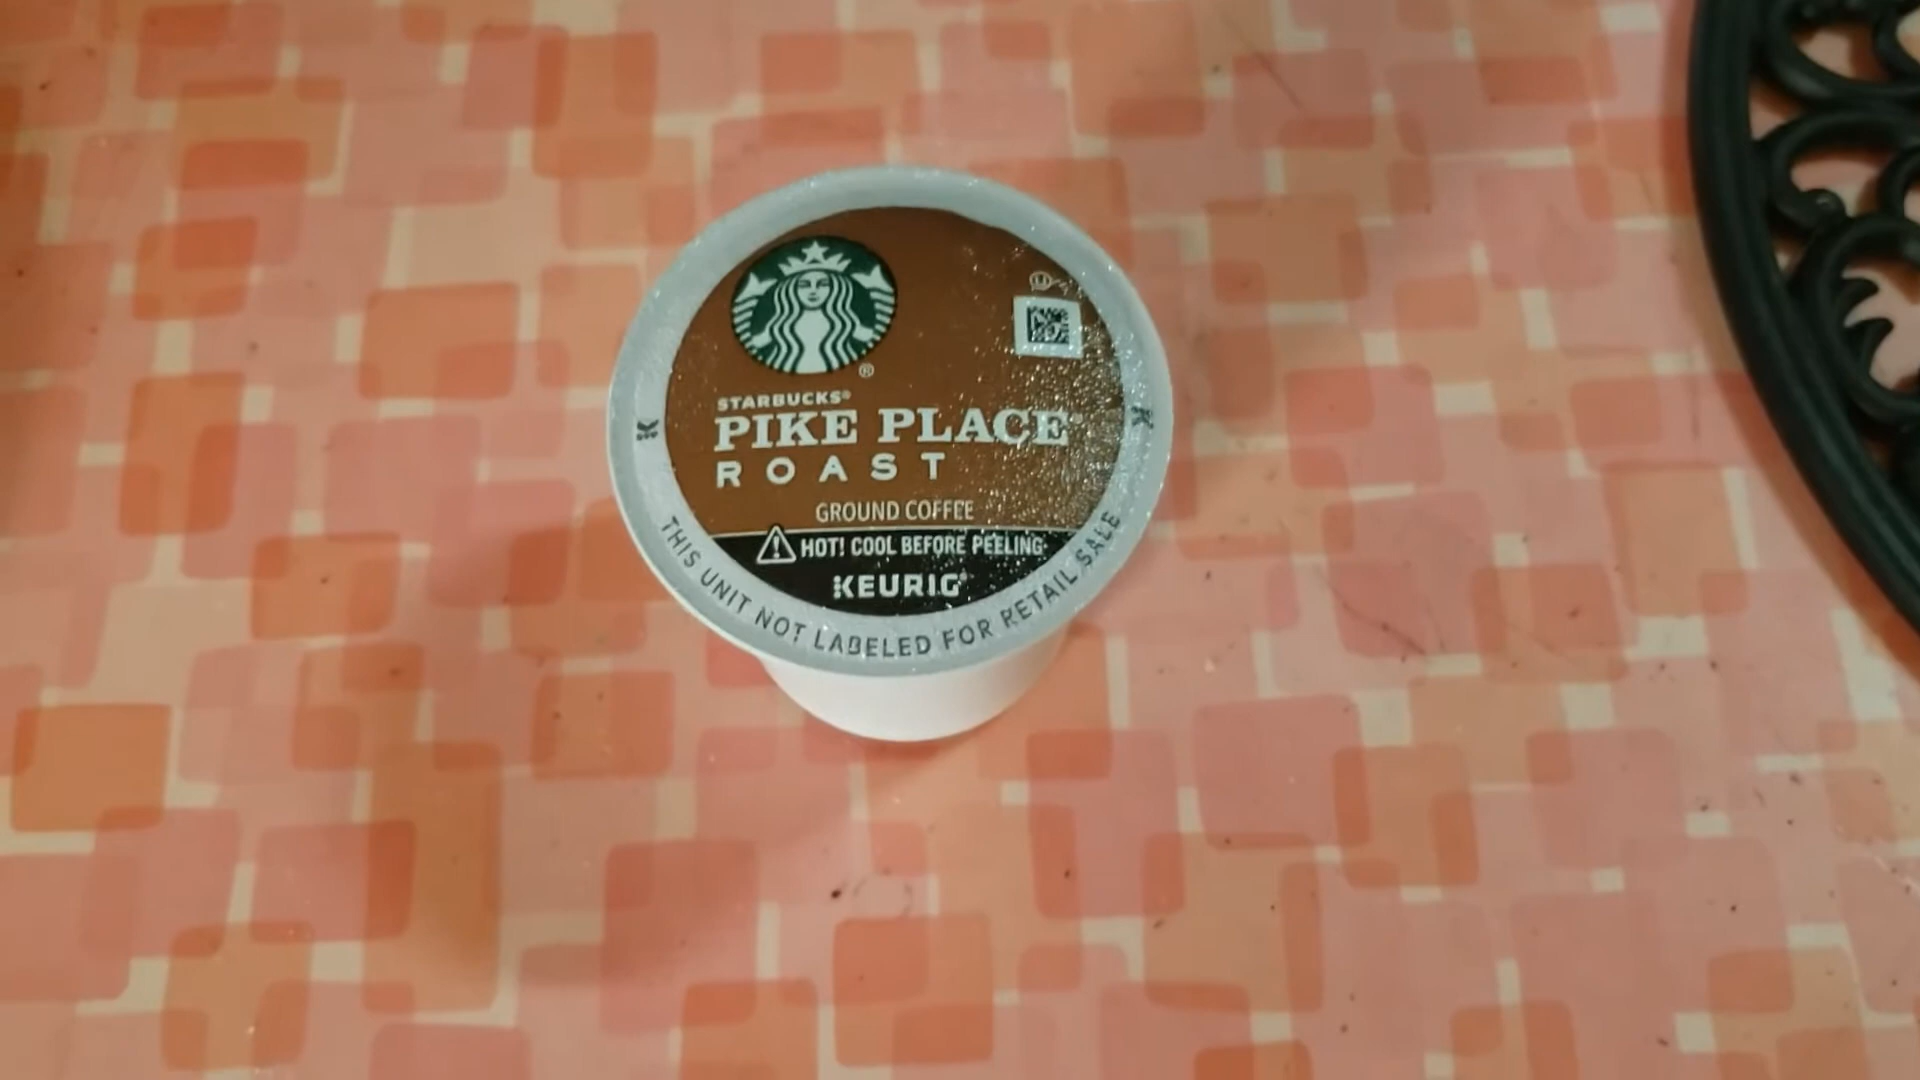 STARBUCKS®
PIKE PLACE®
ROAST
GROUND COFFEE
HOT! COOL BEFORE PEELING
KEURIG®
THIS UNIT NOT LABELED FOR RETAIL SALE